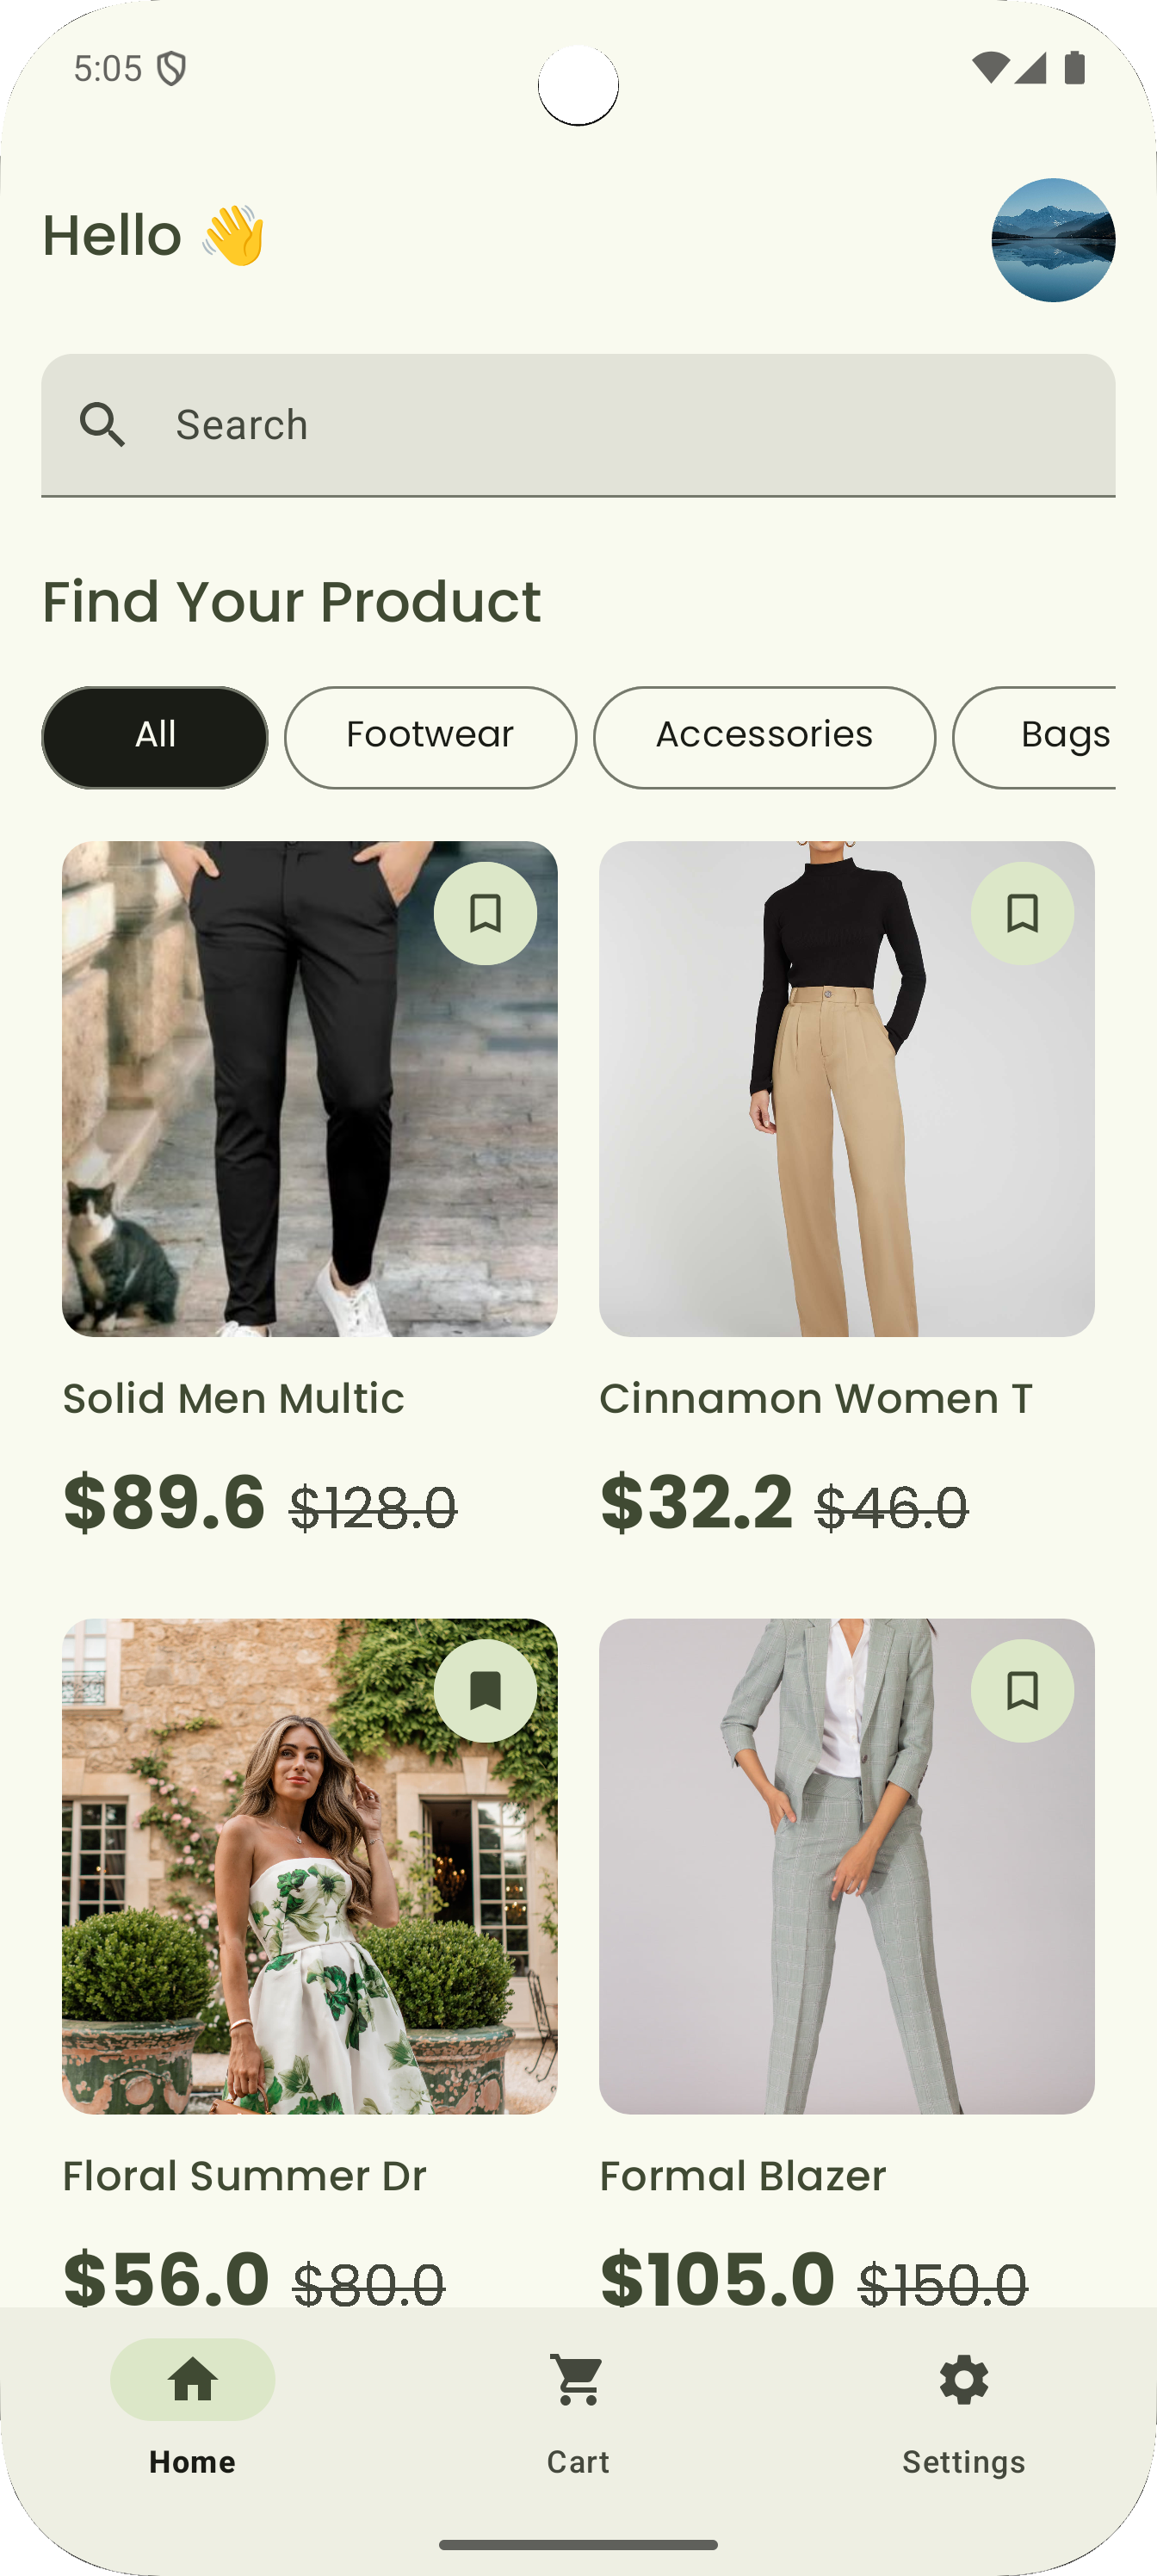 5:05
Hello 👋
Search
Find Your Product
All Footwear Accessories Bags
Solid Men Multic Cinnamon Women T
$89.6 $128.0 $32.2 $46.0
Floral Summer Dr Formal Blazer
$56.0 $80.0 $105.0 $150.0
Home Cart Settings